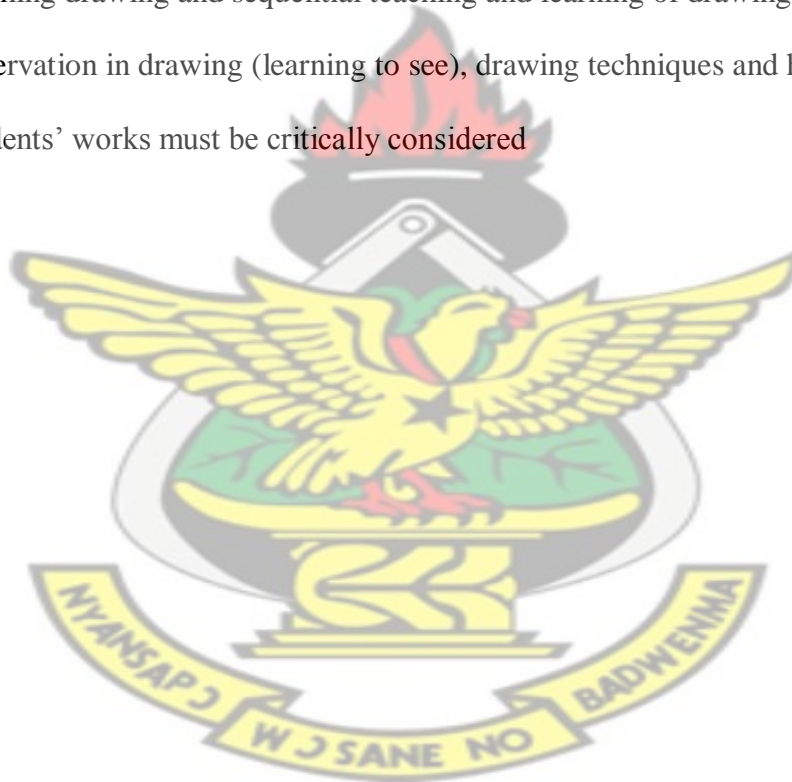 ning drawing and sequential teaching and learning of drawing
ervation in drawing (learning to see), drawing techniques and
dents’ works must be critically considered
NYANSAPƆ
WƆSANE NO
BADWENMA